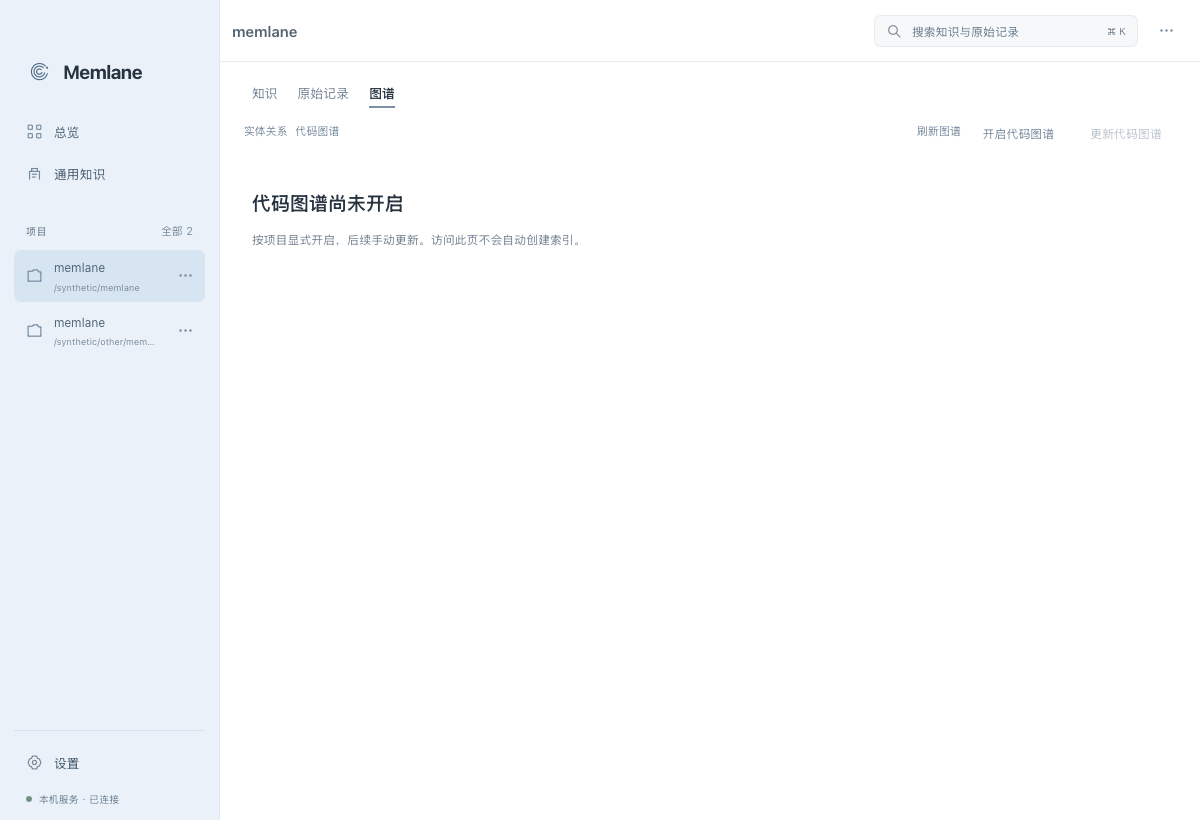 Memlane
总览
通用知识
项目 全部 2
memlane
/synthetic/memlane
memlane
/synthetic/other/mem...
设置
本机服务 · 已连接
memlane
搜索知识与原始记录 ⌘ K
知识 原始记录 图谱
实体关系 代码图谱 刷新图谱 开启代码图谱 更新代码图谱
代码图谱尚未开启
按项目显式开启，后续手动更新。访问此页不会自动创建索引。